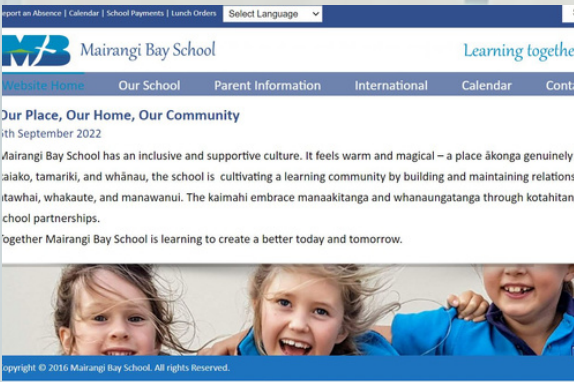 eport an Absence | Calendar | School Payments | Lunch Orders Select Language
MB Mairangi Bay School Learning togethe
Website Home Our School Parent Information International Calendar Conta
Our Place, Our Home, Our Community
6th September 2022
Mairangi Bay School has an inclusive and supportive culture. It feels warm and magical – a place ākonga genuinely
kaiako, tamariki, and whānau, the school is cultivating a learning community by building and maintaining relations
atawhai, whakaute, and manawanui. The kaimahi embrace manaakitanga and whanaungatanga through kotahitan
school partnerships.
Together Mairangi Bay School is learning to create a better today and tomorrow.
Copyright © 2016 Mairangi Bay School. All rights Reserved.